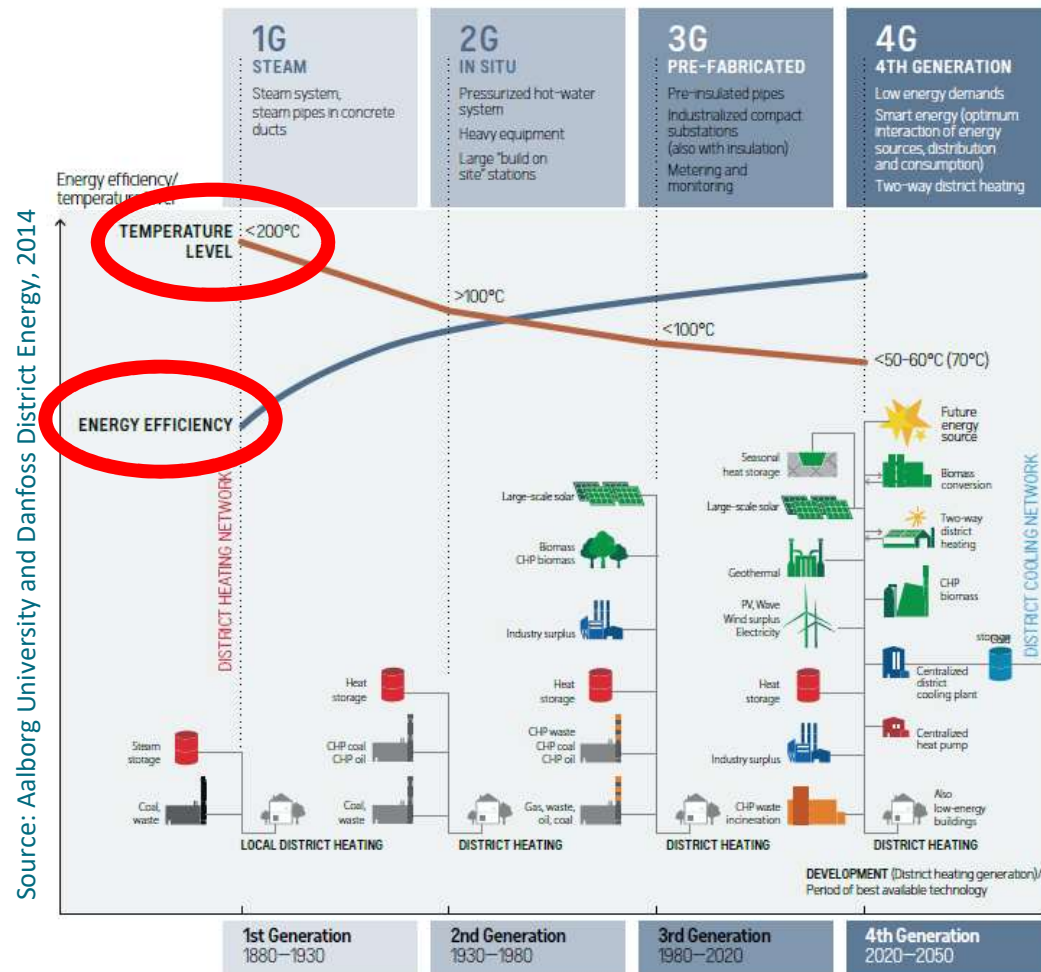 1G
STEAM
Steam system,
steam pipes in concrete
ducts
2G
IN SITU
Pressurized hot-water
system
Heavy equipment
Large "build on
site" stations
3G
PRE-FABRICATED
Pre-insulated pipes
Industrialized compact
substations
(also with insulation)
Metering and
monitoring
4G
4TH GENERATION
Low energy demands
Smart energy (optimum
interaction of energy
sources, distribution
and consumption)
Two-way district heating
Energy efficiency/
temperature level
TEMPERATURE
LEVEL
<200°C
>100°C
<100°C
<50-60°C (70°C)
ENERGY EFFICIENCY
Source: Aalborg University and Danfoss District Energy, 2014
DISTRICT HEATING NETWORK
Steam
storage
Coal,
waste
LOCAL DISTRICT HEATING
Heat
storage
CHP coal
CHP oil
Coal,
waste
DISTRICT HEATING
Large-scale solar
Biomass
CHP biomass
Industry surplus
Heat
storage
CHP waste
CHP coal
CHP oil
Gas, waste,
oil, coal
DISTRICT HEATING
Seasonal
heat storage
Large-scale solar
Geothermal
PV, Wave
Wind surplus
Electricity
Heat
storage
Industry surplus
CHP waste
incineration
Future
energy
source
Biomass
conversion
Two-way
district
heating
CHP
biomass
Centralized
district
cooling plant
storage
Centralized
heat pump
Also
low-energy
buildings
DISTRICT HEATING
DISTRICT COOLING NETWORK
DEVELOPMENT (District heating generation)/
Period of best available technology
1st Generation
1880–1930
2nd Generation
1930–1980
3rd Generation
1980–2020
4th Generation
2020–2050